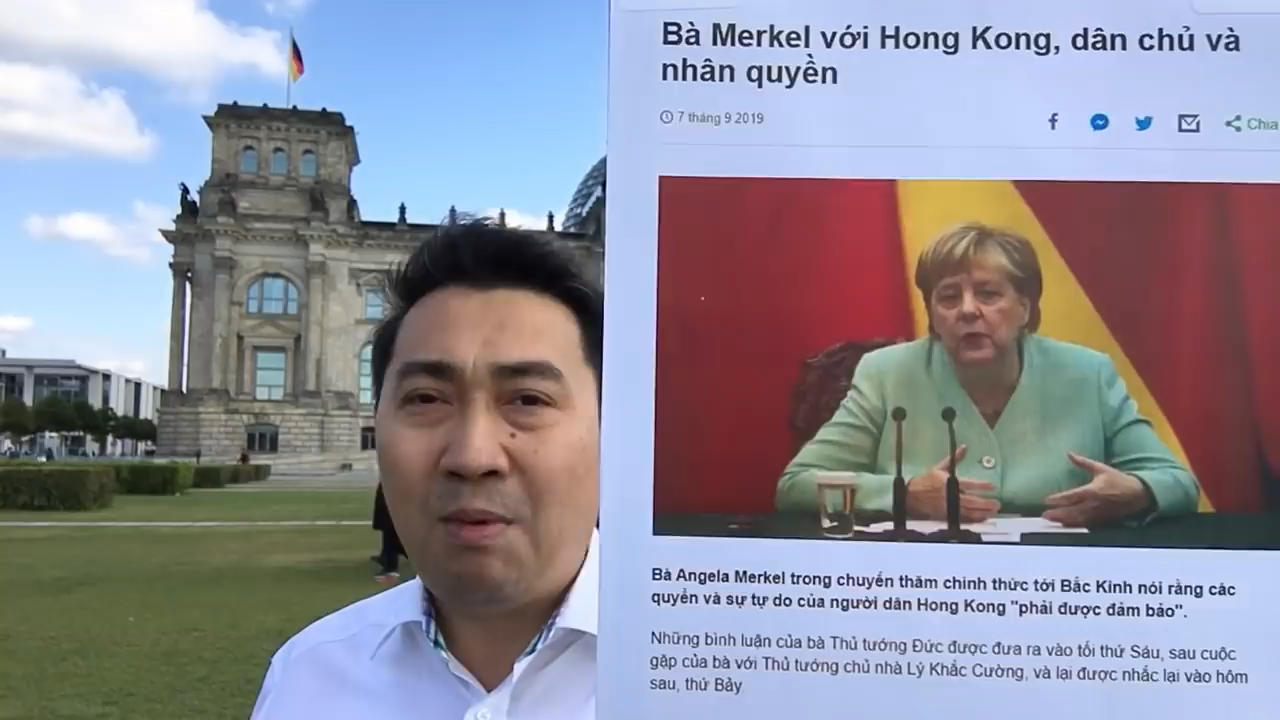 Bà Merkel với Hong Kong, dân chủ và
nhân quyền
7 tháng 9 2019
Chia
Bà Angela Merkel trong chuyến thăm chính thức tới Bắc Kinh nói rằng các
quyền và sự tự do của người dân Hong Kong "phải được đảm bảo".
Những bình luận của bà Thủ tướng Đức được đưa ra vào tối thứ Sáu, sau cuộc
gặp của bà với Thủ tướng chủ nhà Lý Khắc Cường, và lại được nhắc lại vào hôm
sau, thứ Bảy